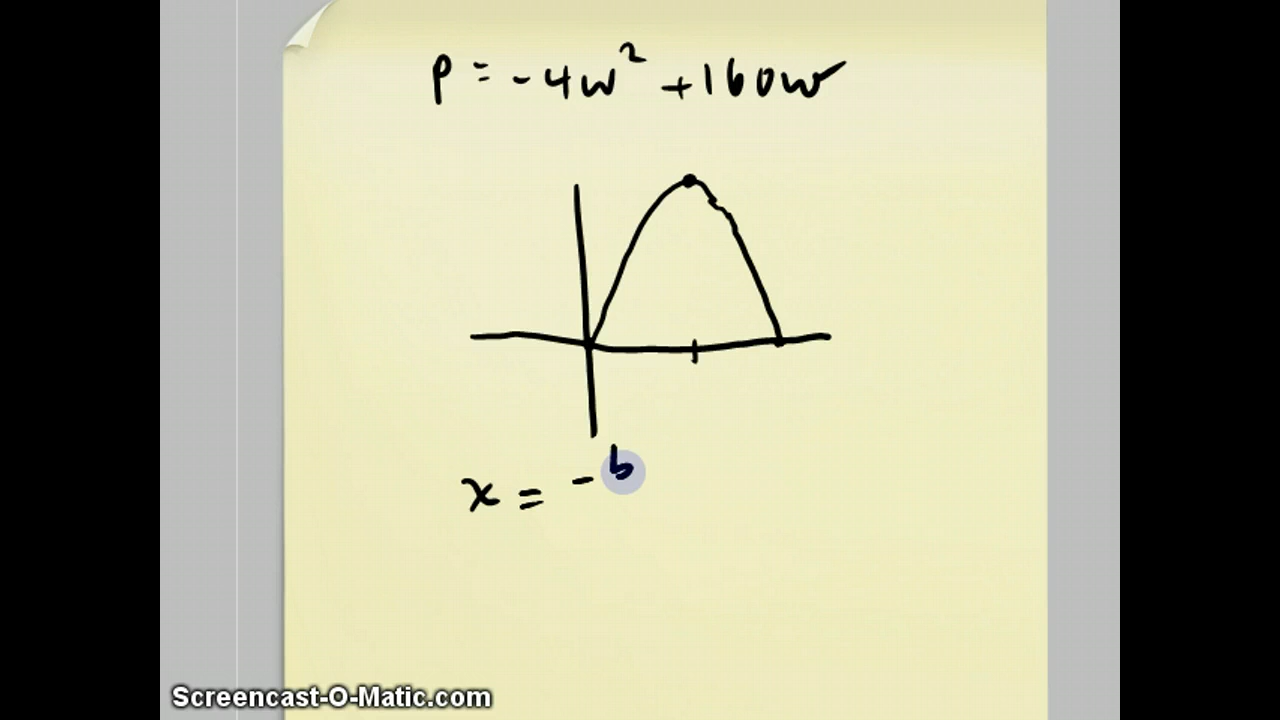 P = -4w² +160w
x = - b
Screencast-O-Matic.com